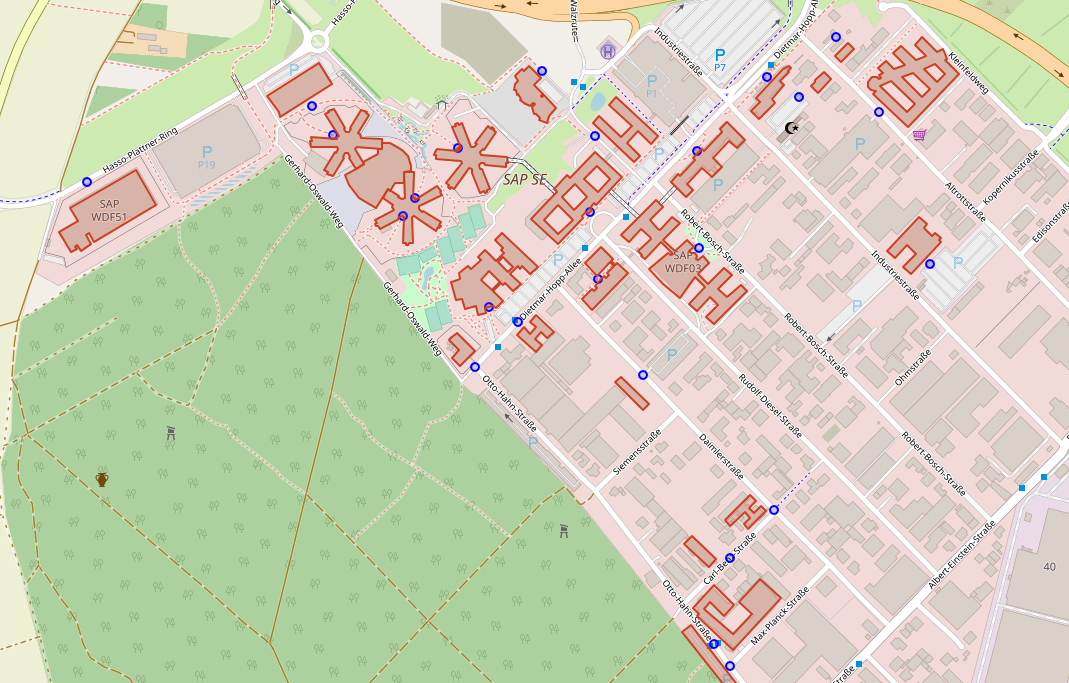 Hasso-
Walzrute
Industriestraße
Dietmar-Hopp-Allee
P
P7
P
P1
P
Kleinfeldweg
Hasso-Plattner-Ring
P
P19
Gerhard-Oswald-Weg
SAP SE
P
P
P
SAP
WDF51
Kopernikusstraße
Altrottstraße
Edisonstraße
Robert-Bosch-Straße
SAP
WDF03
P
Industriestraße
P
P
Gerhard-Oswald-Weg
Dietmar-Hopp-Allee
Robert-Bosch-Straße
P
Ohmstraße
Otto-Hahn-Straße
Rudolf-Diesel-Straße
P
Siemensstraße
Daimlerstraße
Robert-Bosch-Straße
Albert-Einstein-Straße
40
Otto-Hahn-Straße
Max-Planck-Straße
Straße
P